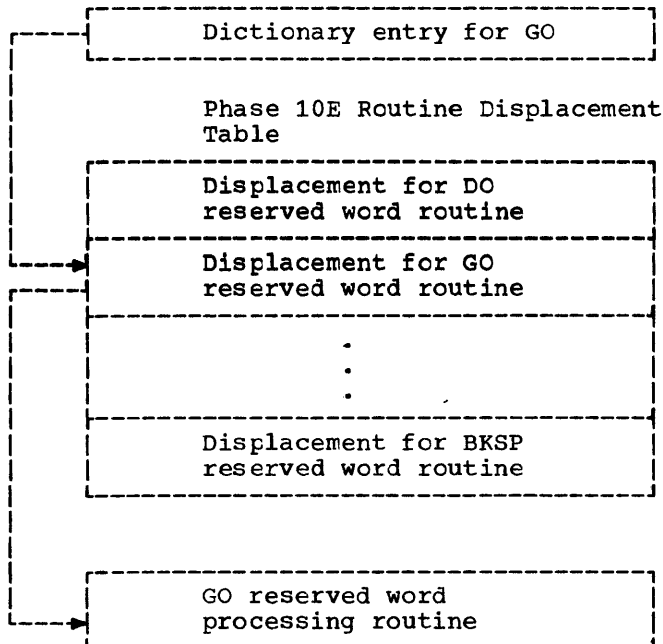 Dictionary entry for GO
Phase 10E Routine Displacement
Table
Displacement for DO
reserved word routine
Displacement for GO
reserved word routine
.
.
.
Displacement for BKSP
reserved word routine
GO reserved word
processing routine